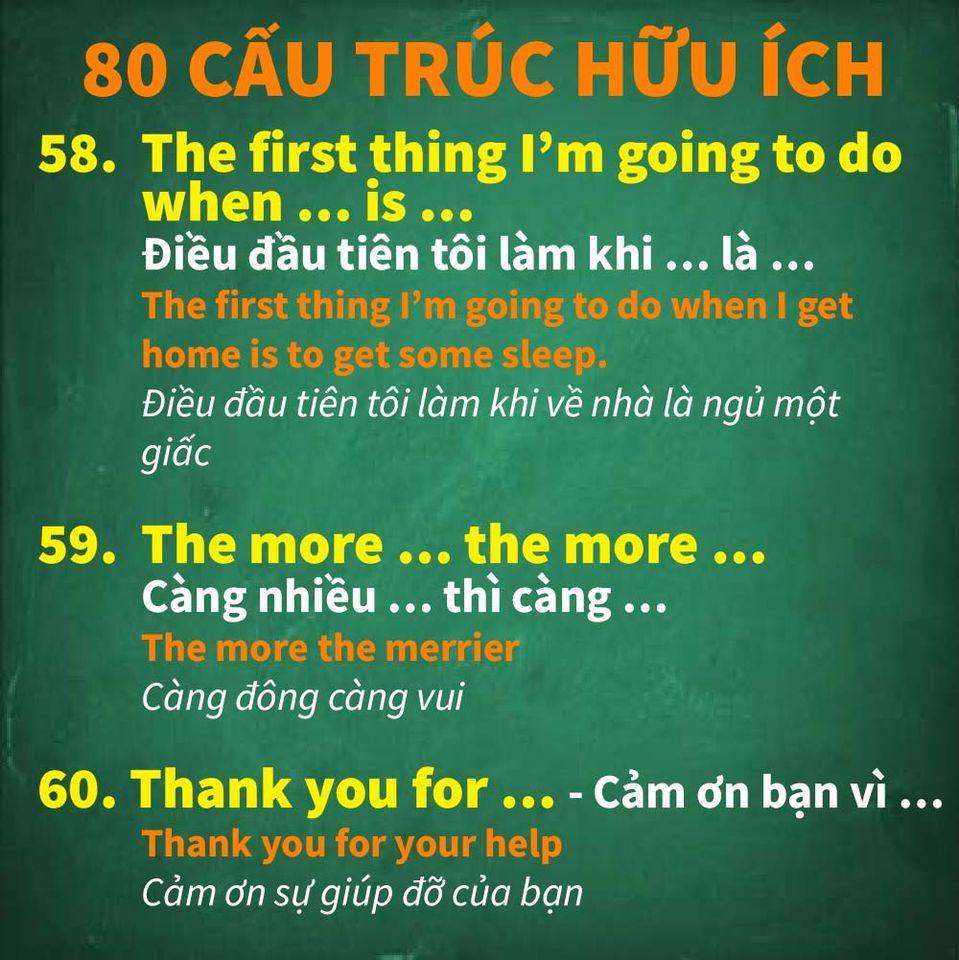 80 CẤU TRÚC HỮU ÍCH
58. The first thing I’m going to do
when ... is ...
Điều đầu tiên tôi làm khi ... là ...
The first thing I’m going to do when I get
home is to get some sleep.
Điều đầu tiên tôi làm khi về nhà là ngủ một
giấc
59. The more ... the more ...
Càng nhiều ... thì càng ...
The more the merrier
Càng đông càng vui
60. Thank you for ... - Cảm ơn bạn vì ...
Thank you for your help
Cảm ơn sự giúp đỡ của bạn